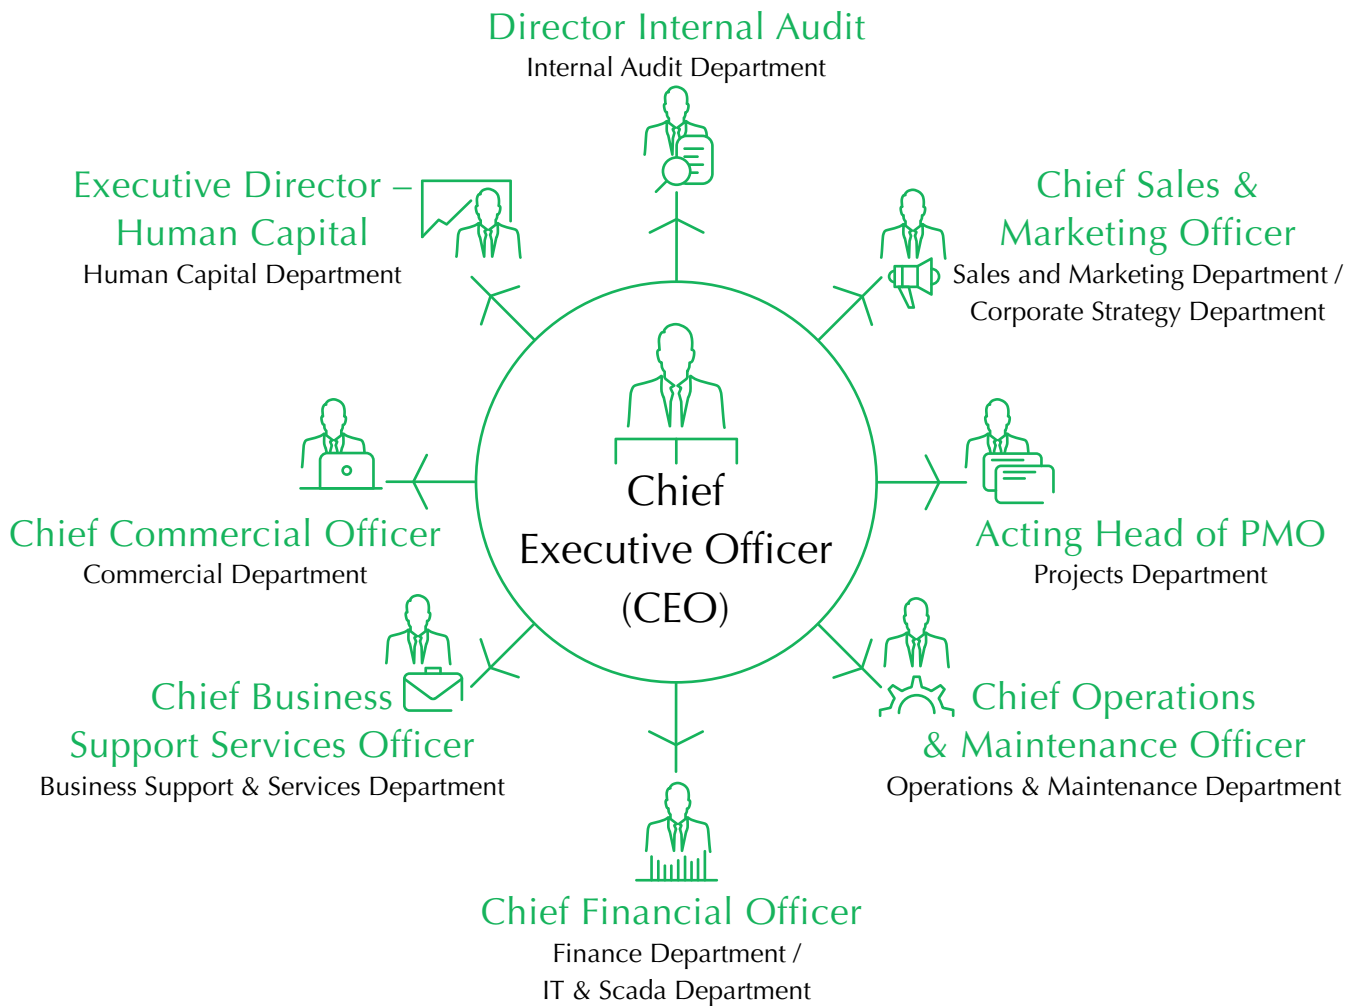 Director Internal Audit
Internal Audit Department
Executive Director –
Human Capital
Human Capital Department
Chief Sales &
Marketing Officer
Sales and Marketing Department /
Corporate Strategy Department
Chief
Executive Officer
(CEO)
Chief Commercial Officer
Commercial Department
Acting Head of PMO
Projects Department
Chief Business
Support Services Officer
Business Support & Services Department
Chief Operations
& Maintenance Officer
Operations & Maintenance Department
Chief Financial Officer
Finance Department /
IT & Scada Department